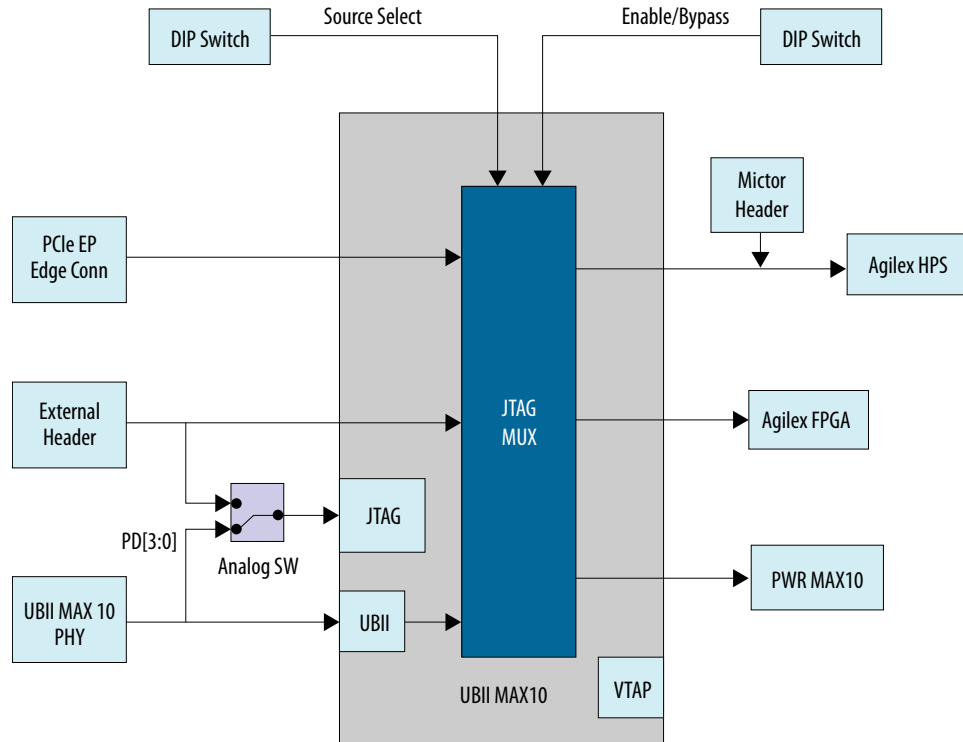 DIP Switch
Source Select
Enable/Bypass
DIP Switch
Mictor
Header
PCIe EP
Edge Conn
Agilex HPS
External
Header
JTAG
MUX
Agilex FPGA
JTAG
PD[3:0]
Analog SW
PWR MAX10
UBII MAX 10
PHY
UBII
UBII MAX10
VTAP